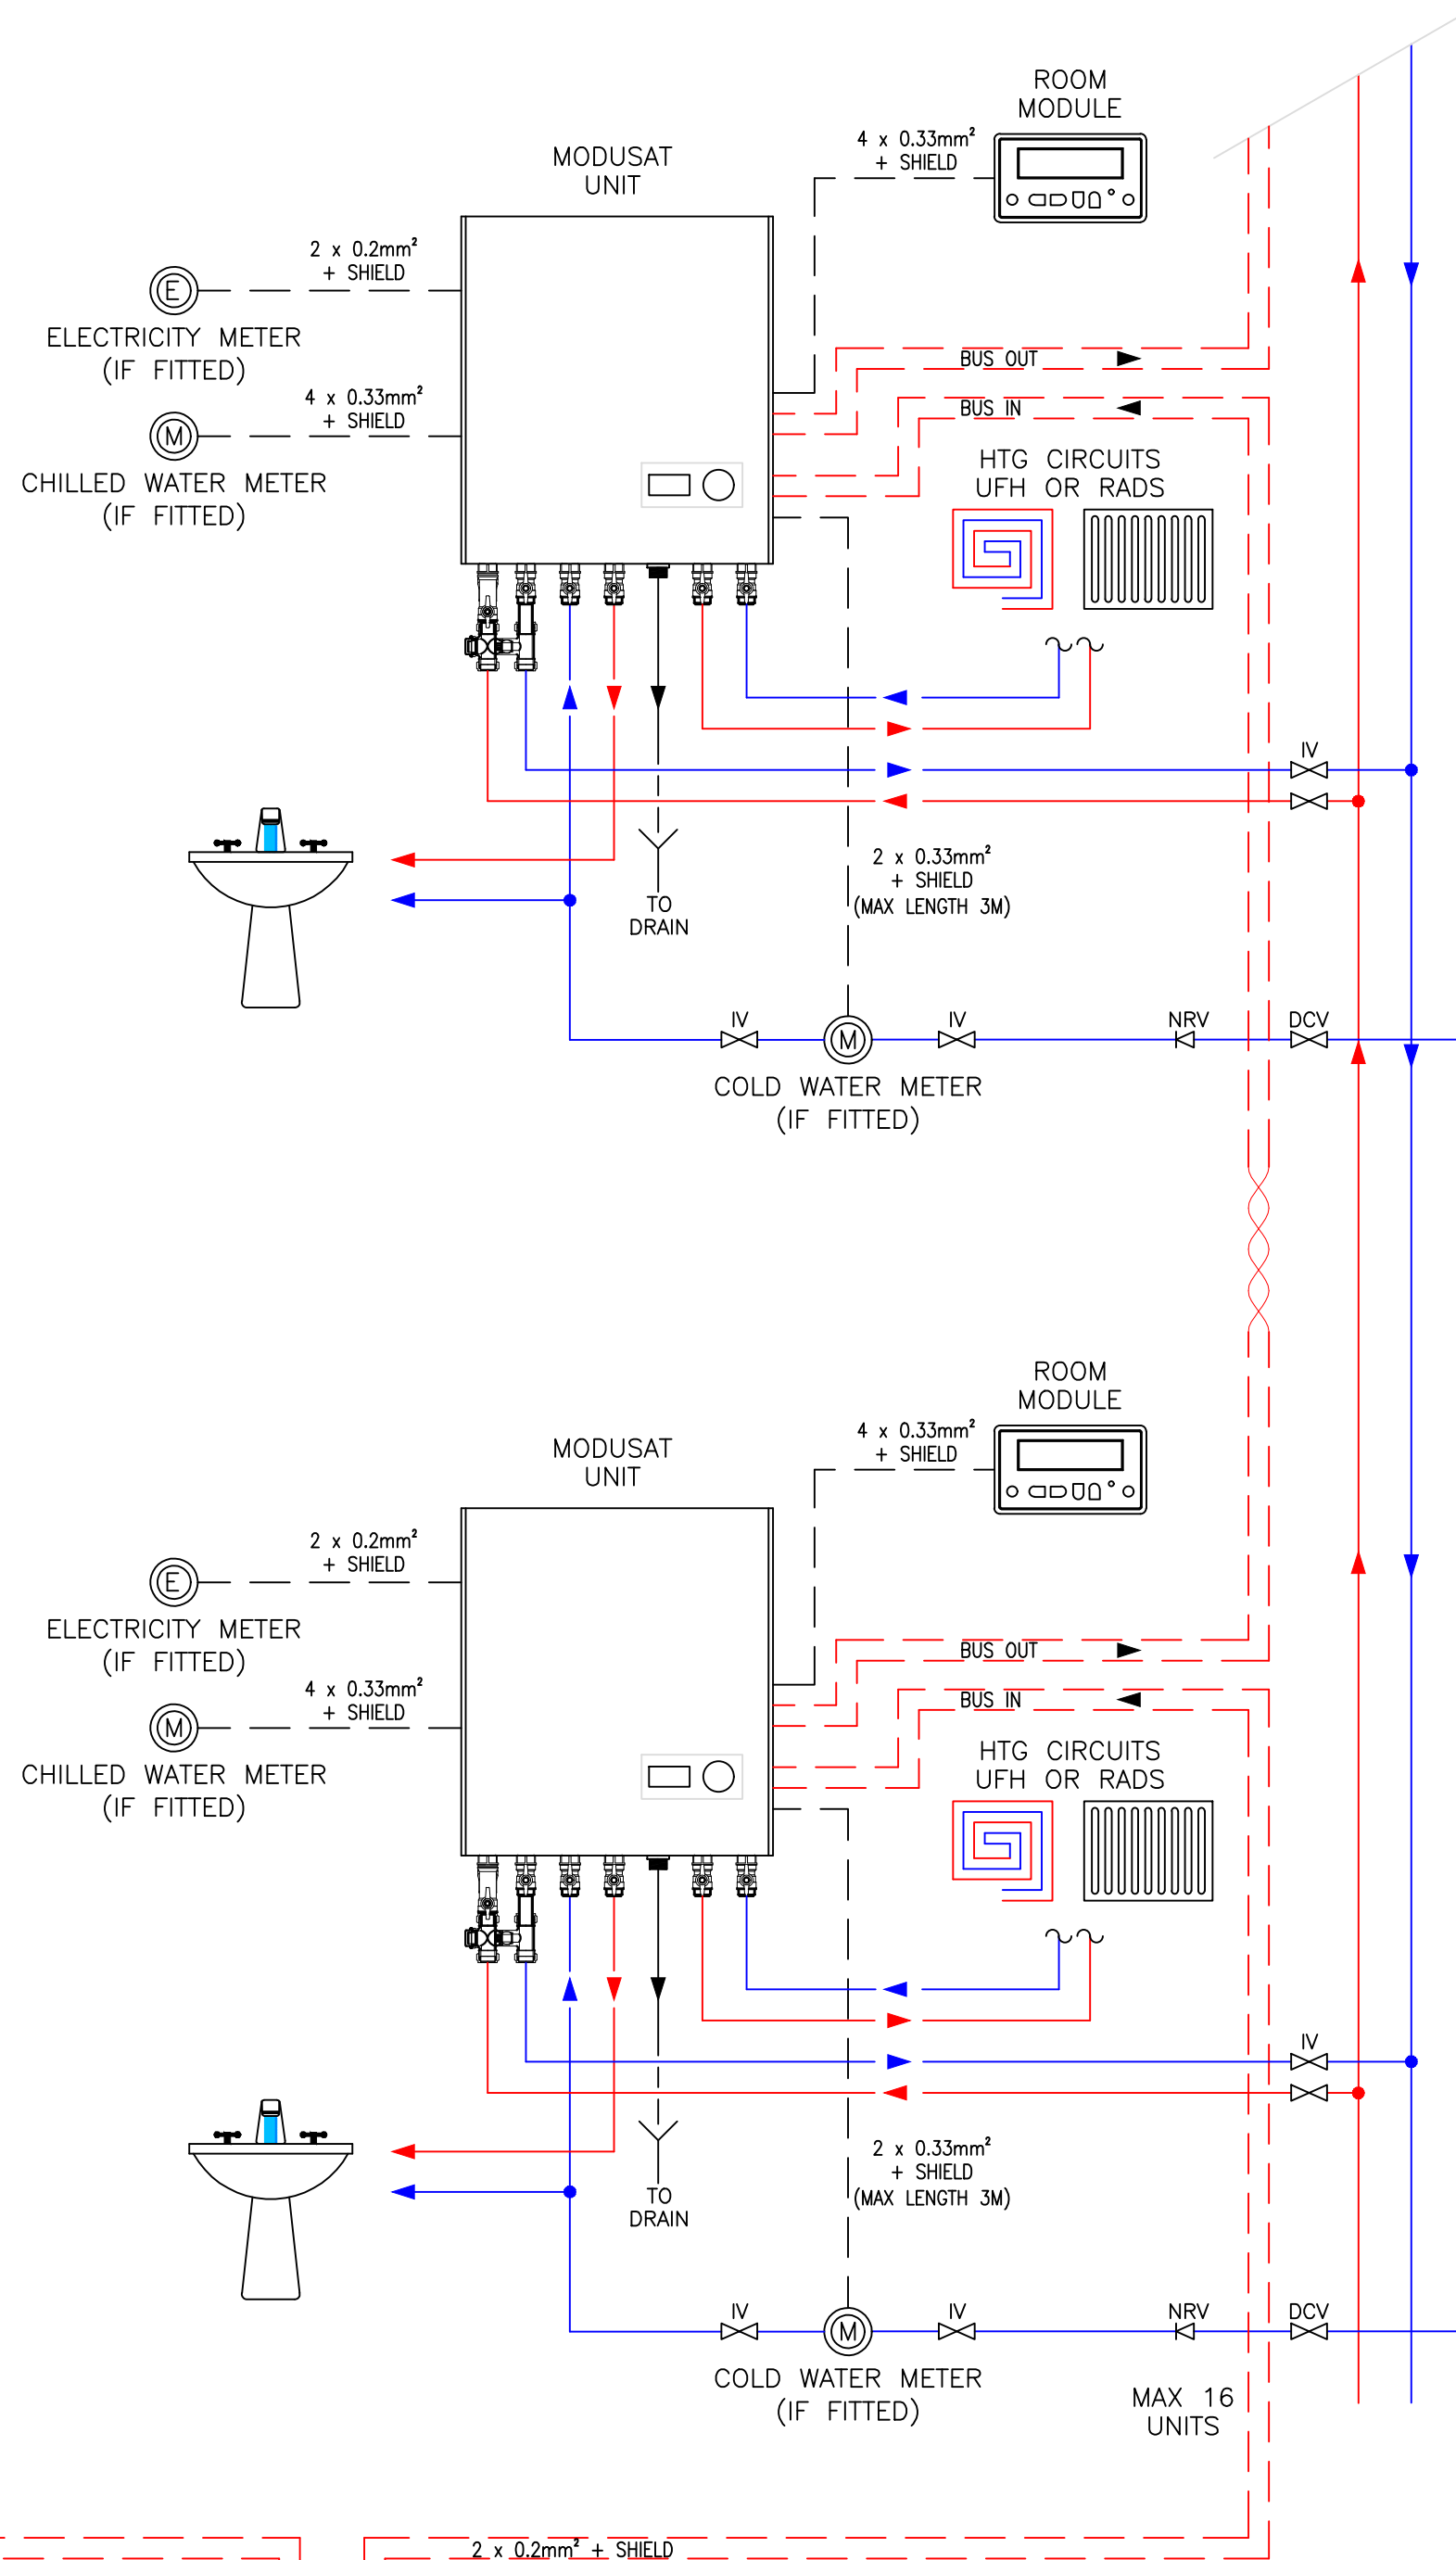 ROOM
MODULE
4 x 0.33mm²
+ SHIELD
MODUSAT
UNIT
2 x 0.2mm²
+ SHIELD
E
ELECTRICITY METER
(IF FITTED)
BUS OUT
4 x 0.33mm²
+ SHIELD
BUS IN
M
CHILLED WATER METER
(IF FITTED)
HTG CIRCUITS
UFH OR RADS
IV
2 x 0.33mm²
+ SHIELD
(MAX LENGTH 3M)
TO
DRAIN
IV
M
IV
NRV
DCV
COLD WATER METER
(IF FITTED)
ROOM
MODULE
4 x 0.33mm²
+ SHIELD
MODUSAT
UNIT
2 x 0.2mm²
+ SHIELD
E
ELECTRICITY METER
(IF FITTED)
BUS OUT
4 x 0.33mm²
+ SHIELD
BUS IN
M
CHILLED WATER METER
(IF FITTED)
HTG CIRCUITS
UFH OR RADS
IV
2 x 0.33mm²
+ SHIELD
(MAX LENGTH 3M)
TO
DRAIN
IV
M
IV
NRV
DCV
COLD WATER METER
(IF FITTED)
MAX 16
UNITS
2 x 0.2mm² + SHIELD